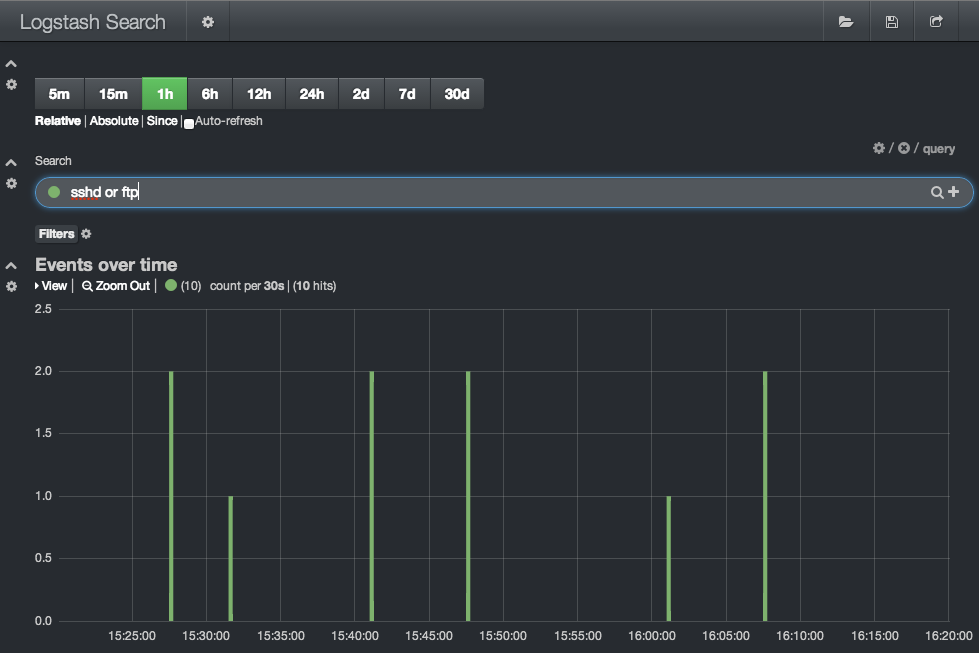 Logstash Search
5m 15m 1h 6h 12h 24h 2d 7d 30d
Relative | Absolute | Since | Auto-refresh
/ / query
Search
sshd or ftp
Filters
Events over time
View | Zoom Out | (10) count per 30s | (10 hits)
2.5
2.0
1.5
1.0
0.5
0.0
15:25:00 15:30:00 15:35:00 15:40:00 15:45:00 15:50:00 15:55:00 16:00:00 16:05:00 16:10:00 16:15:00 16:20:00